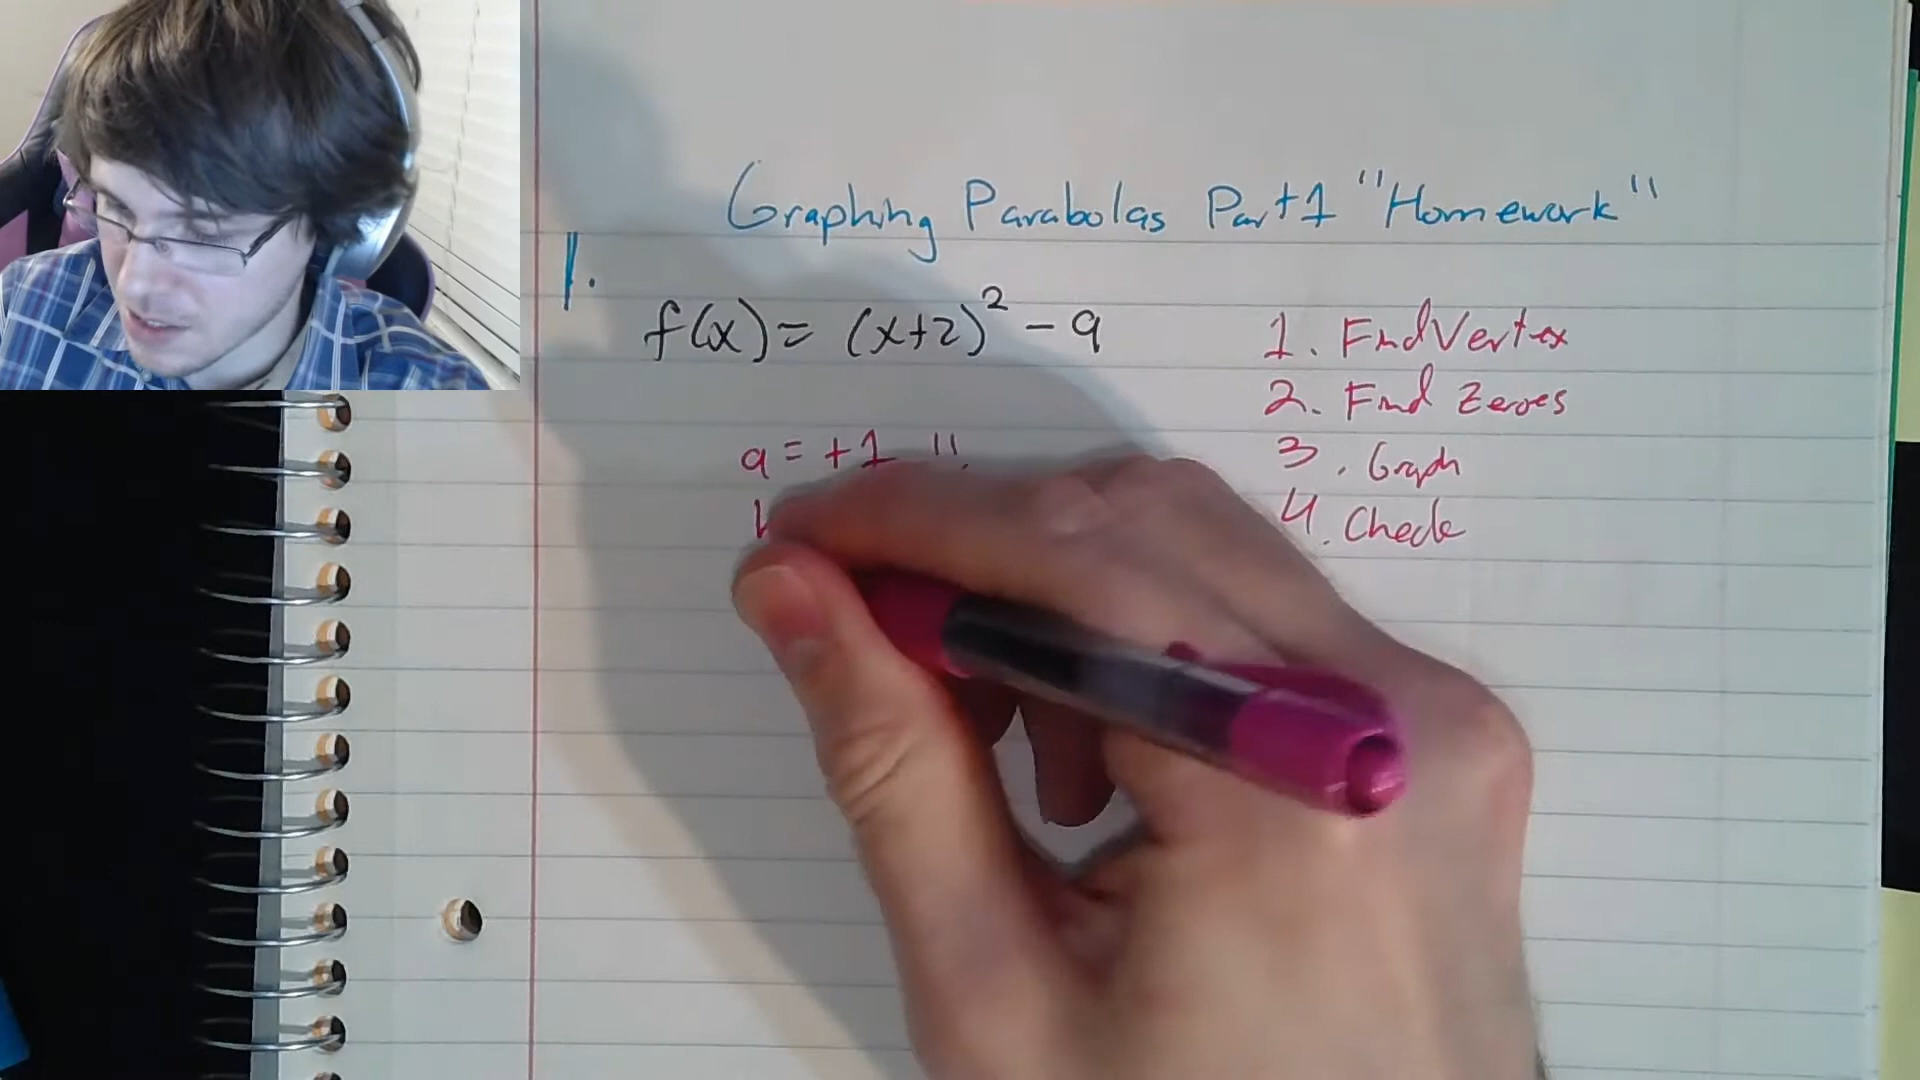 Graphing Parabolas Part 1 "Homework"
1.
f(x) = (x+2)² - 9
a = +1
h
1. Find Vertex
2. Find Zeroes
3. Graph
4. Check